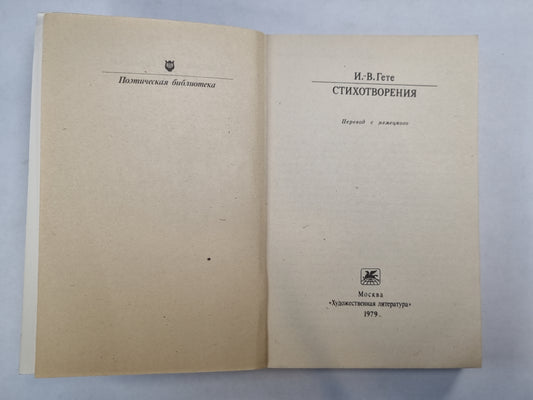 Поэтическая библиотека
И.-В. Гете
СТИХОТВОРЕНИЯ
Перевод с немецкого
Москва
«Художественная литература»
1979